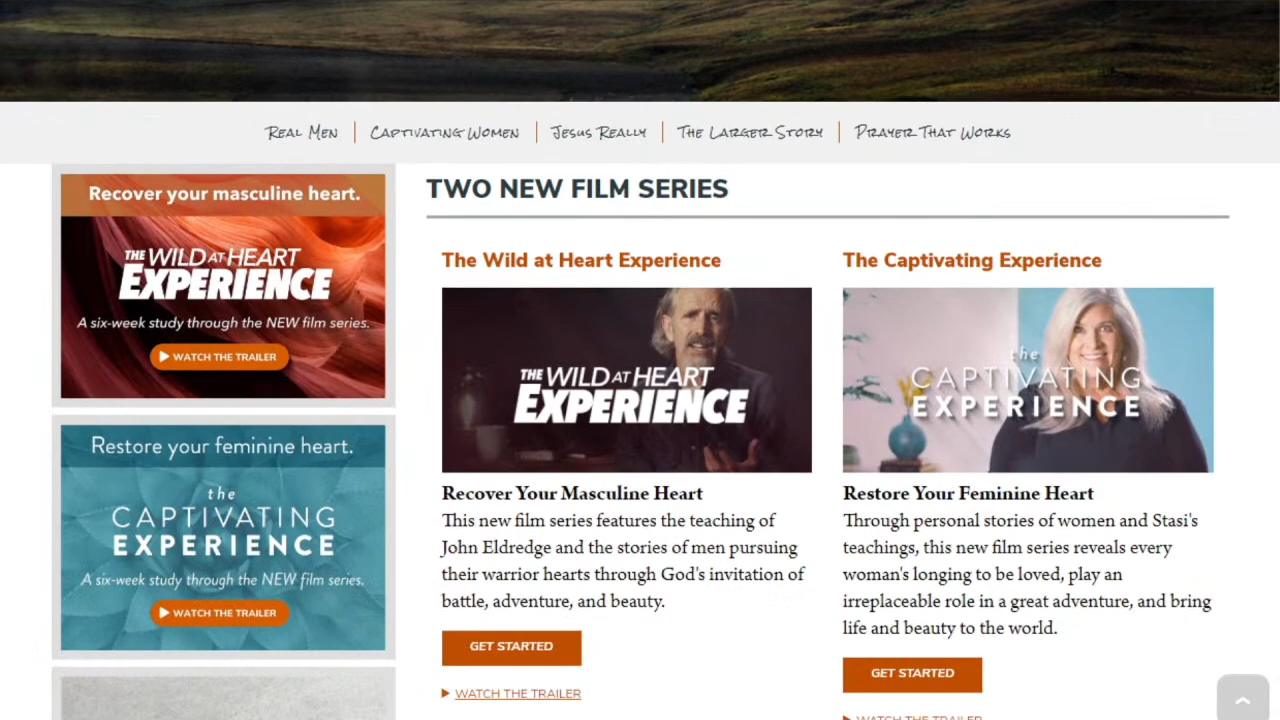 Real Men
Captivating Women
Jesus Really
The Larger Story
Prayer That Works
Recover your masculine heart.
THE WILD AT HEART
EXPERIENCE
A six-week study through the NEW film series.
WATCH THE TRAILER
Restore your feminine heart.
the
CAPTIVATING
EXPERIENCE
A six-week study through the NEW film series.
WATCH THE TRAILER
TWO NEW FILM SERIES
The Wild at Heart Experience
THE WILD AT HEART
EXPERIENCE
Recover Your Masculine Heart
This new film series features the teaching of
John Eldredge and the stories of men pursuing
their warrior hearts through God's invitation of
battle, adventure, and beauty.
GET STARTED
WATCH THE TRAILER
The Captivating Experience
the
CAPTIVATING
EXPERIENCE
Restore Your Feminine Heart
Through personal stories of women and Stasi's
teachings, this new film series reveals every
woman's longing to be loved, play an
irreplaceable role in a great adventure, and bring
life and beauty to the world.
GET STARTED
WATCH THE TRAILER